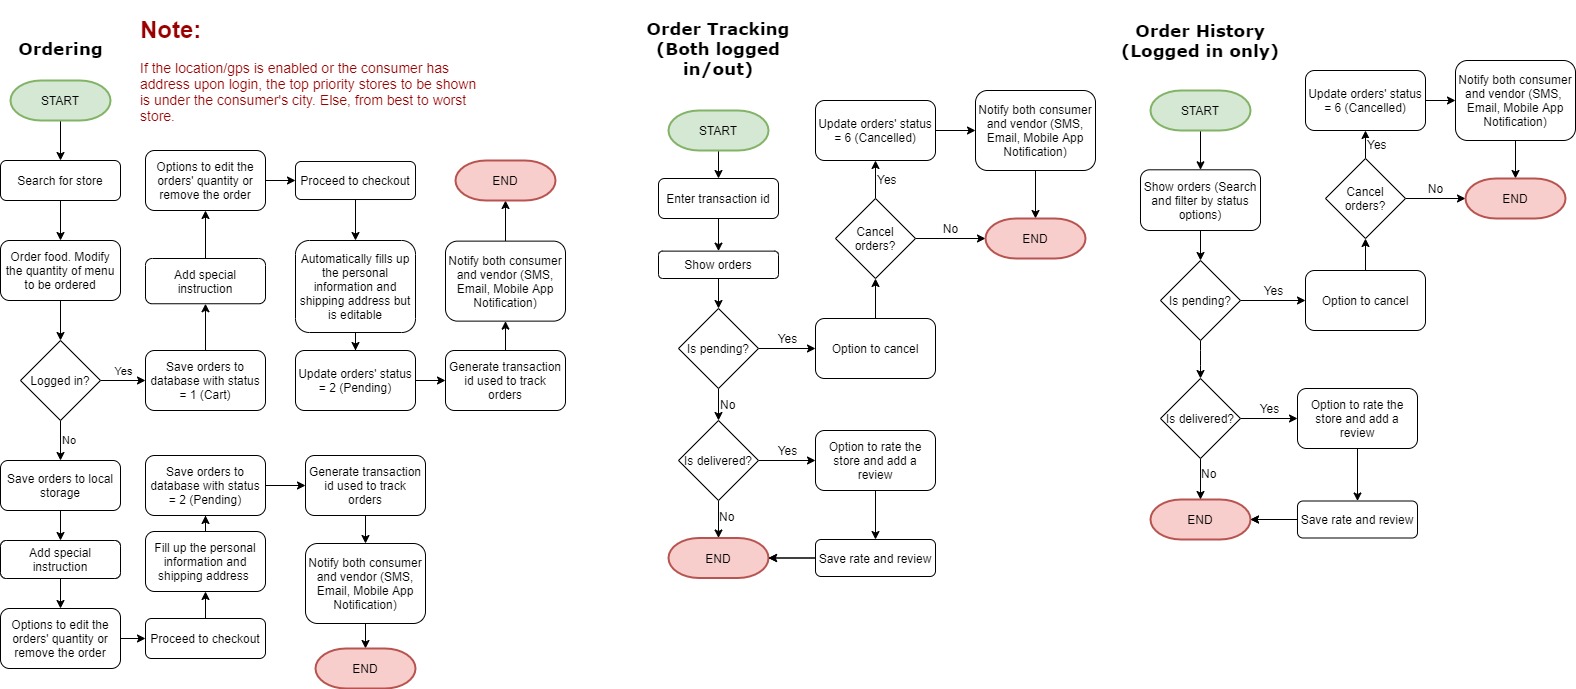 Ordering
START
Search for store
Order food. Modify
the quantity of menu
to be ordered
Logged in?
Yes
No
Save orders to local
storage
Add special
instruction
Options to edit the
orders' quantity or
remove the order
Note:
If the location/gps is enabled or the consumer has
address upon login, the top priority stores to be shown
is under the consumer's city. Else, from best to worst
store.
Options to edit the
orders' quantity or
remove the order
Add special
instruction
Save orders to
database with status
= 1 (Cart)
Proceed to checkout
Automatically fills up
the personal
information and
shipping address but
is editable
Update orders' status
= 2 (Pending)
END
Notify both consumer
and vendor (SMS,
Email, Mobile App
Notification)
Generate transaction
id used to track
orders
Save orders to
database with status
= 2 (Pending)
Fill up the personal
information and
shipping address
Proceed to checkout
Generate transaction
id used to track
orders
Notify both consumer
and vendor (SMS,
Email, Mobile App
Notification)
END
Order Tracking
(Both logged
in/out)
START
Enter transaction id
Show orders
Is pending?
Yes
No
Is delivered?
Yes
No
END
Update orders' status
= 6 (Cancelled)
Yes
Cancel
orders?
No
Option to cancel
Option to rate the
store and add a
review
Save rate and review
Notify both consumer
and vendor (SMS,
Email, Mobile App
Notification)
END
Order History
(Logged in only)
START
Show orders (Search
and filter by status
options)
Is pending?
Yes
Is delivered?
Yes
No
END
Update orders' status
= 6 (Cancelled)
Yes
Cancel
orders?
No
Option to cancel
Option to rate the
store and add a
review
Save rate and review
Notify both consumer
and vendor (SMS,
Email, Mobile App
Notification)
END